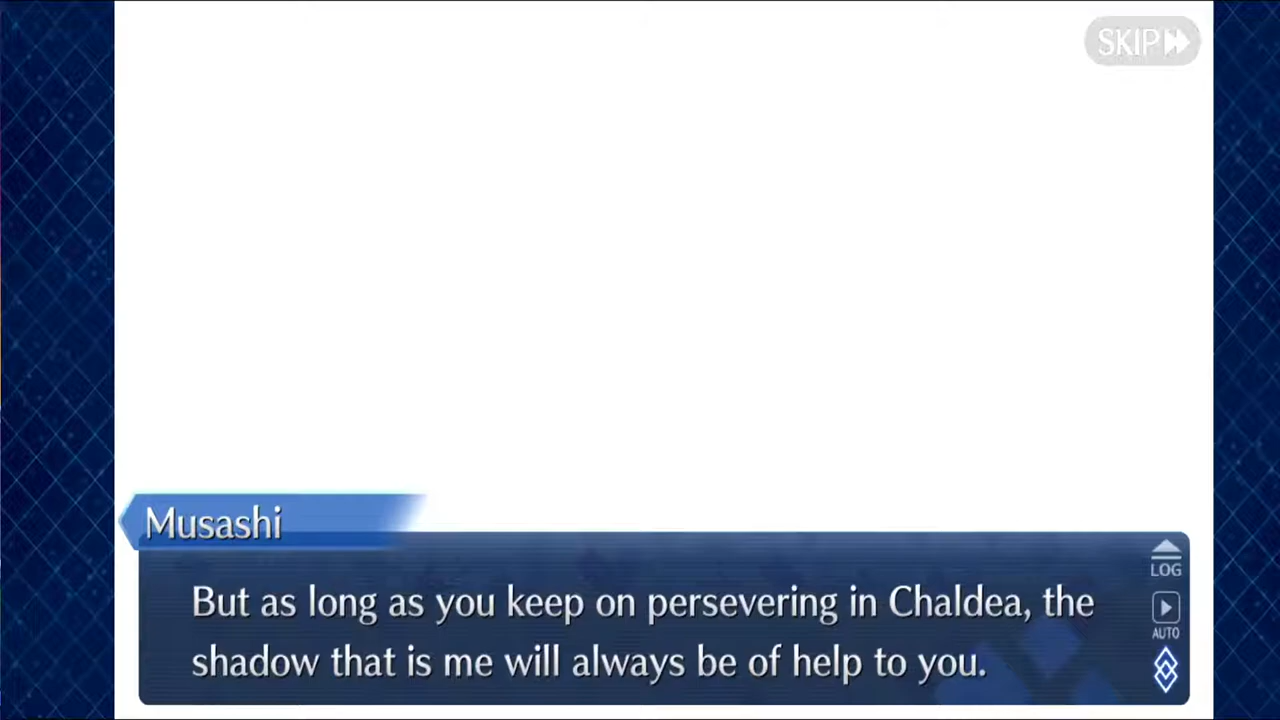 SKIP
Musashi
But as long as you keep on persevering in Chaldea, the
shadow that is me will always be of help to you.
LOG
AUTO